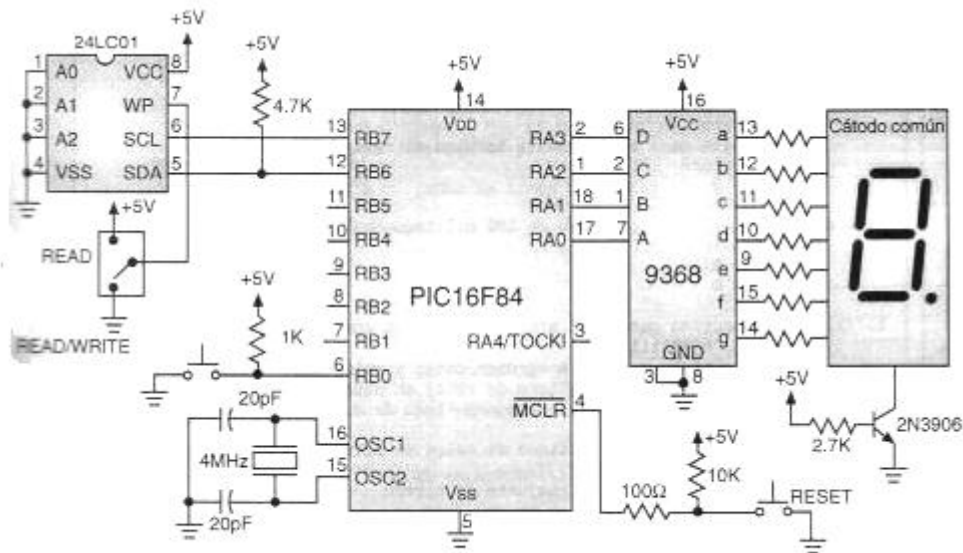 24LC01
+5V
1 A0 VCC 8
2 A1 WP 7
3 A2 SCL 6
4 VSS SDA 5
+5V
4.7K
+5V
READ
READ/WRITE
+5V
1K
20pF
4MHz
20pF
+5V
14
VDD
13 RB7 RA3 2
12 RB6 RA2 1
11 RB5 RA1 18
10 RB4 RA0 17
9 RB3
8 RB2
7 RB1 RA4/TOCKI 3
6 RB0
PIC16F84
MCLR 4
16 OSC1
15 OSC2
Vss
5
+5V
16
Vcc
6 D a 13
2 C b 12
1 B c 11
7 A d 10
e 9
f 15
g 14
9368
GND
3 8
Cátodo común
+5V
2.7K
2N3906
+5V
10K
100Ω
RESET